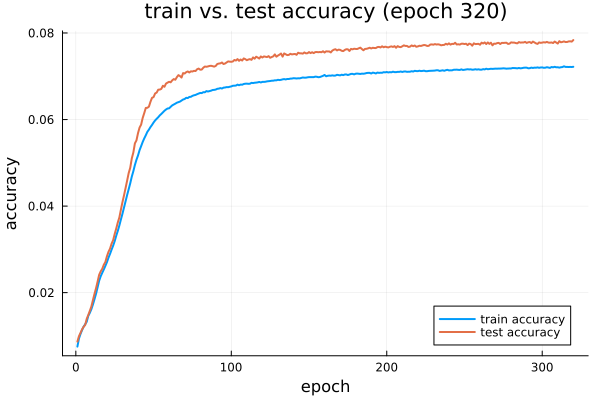 train vs. test accuracy (epoch 320)
0.08
0.06
0.04
0.02
accuracy
train accuracy
test accuracy
0
100
200
300
epoch